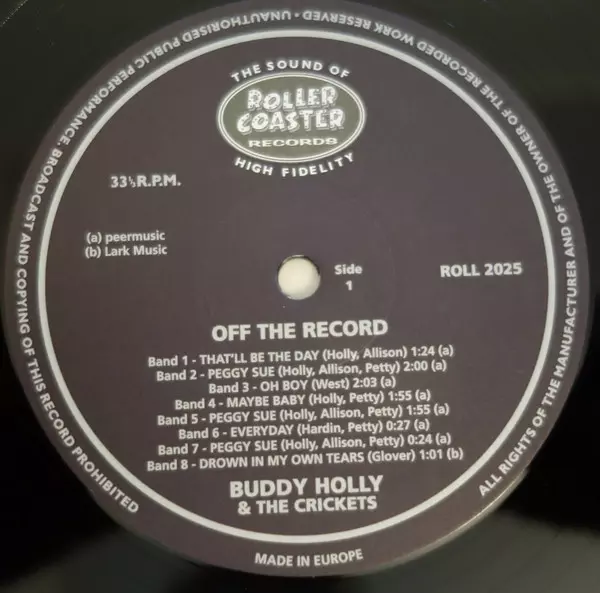 ALL RIGHTS OF THE MANUFACTURER AND OF THE OWNER OF THE RECORDED WORK RESERVED • UNAUTHORISED PUBLIC PERFORMANCE, BROADCAST AND COPYING OF THIS RECORD PROHIBITED
THE SOUND OF
ROLLER
COASTER
RECORDS
HIGH FIDELITY
33⅓R.P.M.
(a) peermusic
(b) Lark Music
Side
1
ROLL 2025
OFF THE RECORD
Band 1 - THAT'LL BE THE DAY (Holly, Allison) 1:24 (a)
Band 2 - PEGGY SUE (Holly, Allison, Petty) 2:00 (a)
Band 3 - OH BOY (West) 2:03 (a)
Band 4 - MAYBE BABY (Holly, Petty) 1:55 (a)
Band 5 - PEGGY SUE (Holly, Allison, Petty) 1:55 (a)
Band 6 - EVERYDAY (Hardin, Petty) 0:27 (a)
Band 7 - PEGGY SUE (Holly, Allison, Petty) 0:24 (a)
Band 8 - DROWN IN MY OWN TEARS (Glover) 1:01 (b)
BUDDY HOLLY
& THE CRICKETS
MADE IN EUROPE